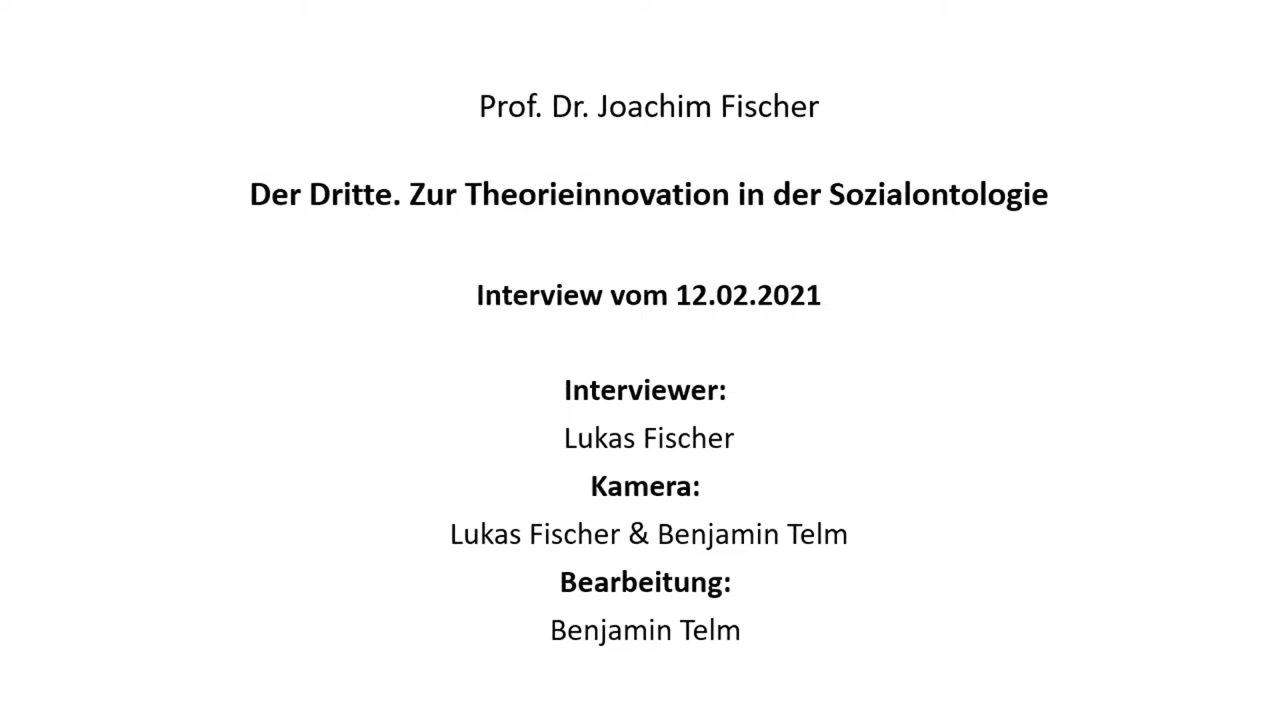 Prof. Dr. Joachim Fischer
Der Dritte. Zur Theorieinnovation in der Sozialontologie
Interview vom 12.02.2021
Interviewer:
Lukas Fischer
Kamera:
Lukas Fischer & Benjamin Telm
Bearbeitung:
Benjamin Telm